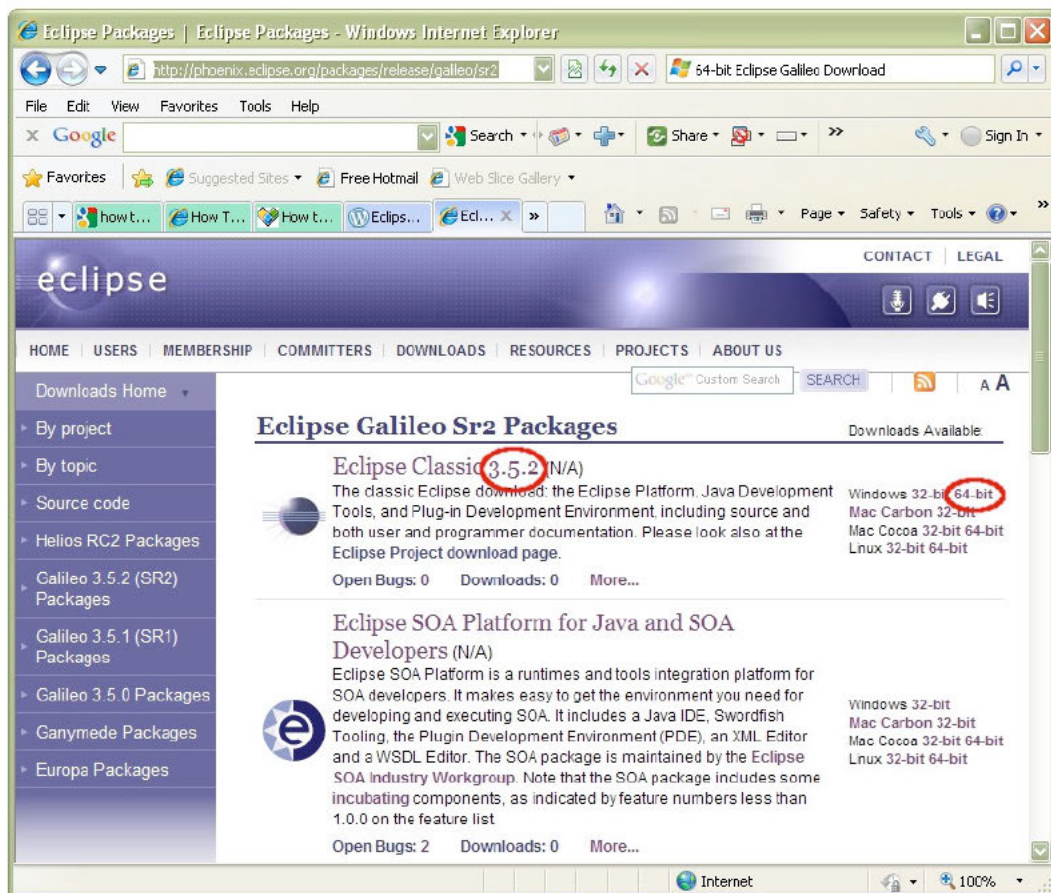 Eclipse Packages | Eclipse Packages - Windows Internet Explorer
http://phoenix.eclipse.org/packages/release/galileo/sr2
64-bit Eclipse Galileo Download
File Edit View Favorites Tools Help
x Google Search Share >> Sign In
Favorites Suggested Sites Free Hotmail Web Slice Gallery
how t... How T... How t... Eclips... Ecl... X >> Page Safety Tools >>
CONTACT | LEGAL
eclipse
HOME | USERS | MEMBERSHIP | COMMITTERS | DOWNLOADS | RESOURCES | PROJECTS | ABOUT US
Google™ Custom Search SEARCH A A
Downloads Home
By project
By topic
Source code
Helios RC2 Packages
Galileo 3.5.2 (SR2)
Packages
Galileo 3.5.1 (SR1)
Packages
Galileo 3.5.0 Packages
Ganymede Packages
Europa Packages
Eclipse Galileo Sr2 Packages
Downloads Available:
Eclipse Classic 3.5.2 (N/A)
The classic Eclipse download: the Eclipse Platform, Java Development
Tools, and Plug-in Development Environment, including source and
both user and programmer documentation. Please look also at the
Eclipse Project download page.
Open Bugs: 0 Downloads: 0 More...
Windows 32-bit 64-bit
Mac Carbon 32-bit
Mac Cocoa 32-bit 64-bit
Linux 32-bit 64-bit
Eclipse SOA Platform for Java and SOA
Developers (N/A)
Eclipse SOA Platform is a runtimes and tools integration platform for
SOA developers. It makes easy to get the environment you need for
developing and executing SOA. It includes a Java IDE, Swordfish
Tooling, the Plugin Development Environment (PDE), an XML Editor
and a WSDL Editor. The SOA package is maintained by the Eclipse
SOA Industry Workgroup. Note that the SOA package includes some
incubating components, as indicated by feature numbers less than
1.0.0 on the feature list
Open Bugs: 2 Downloads: 0 More...
Windows 32-bit
Mac Carbon 32-bit
Mac Cocoa 32-bit 64-bit
Linux 32-bit 64-bit
Internet 100%